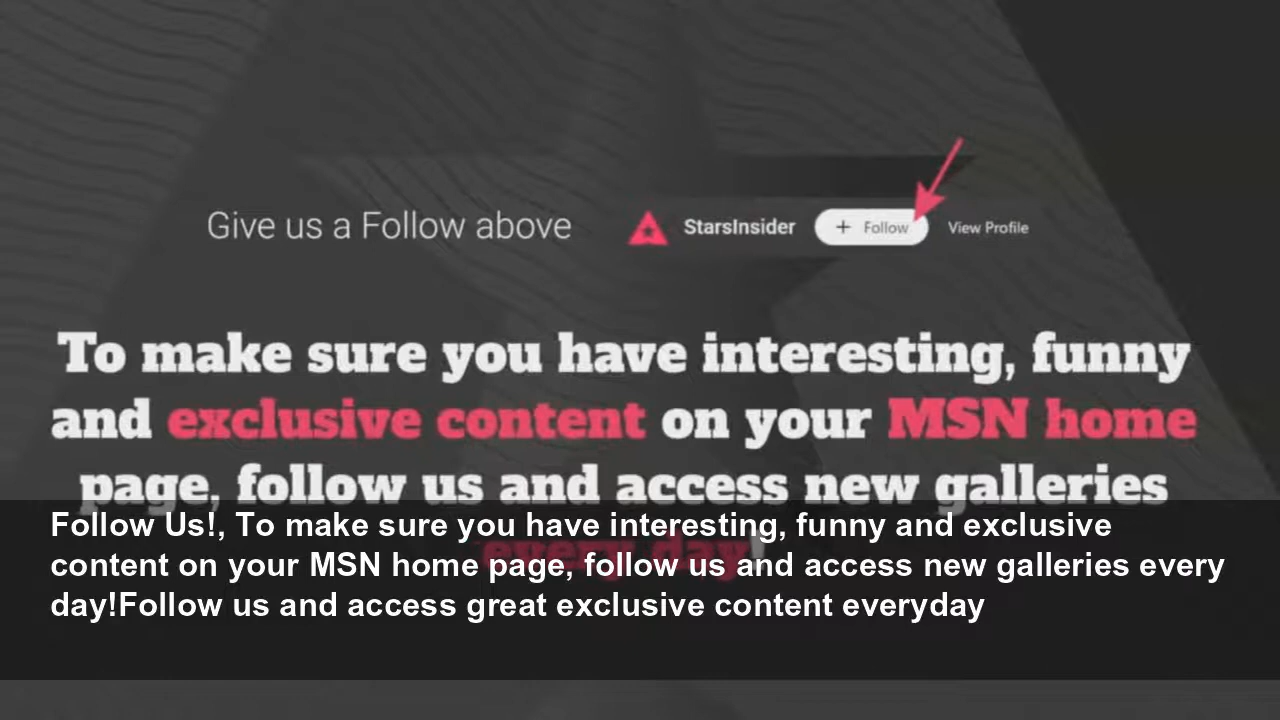 Give us a Follow above
StarsInsider + Follow View Profile
To make sure you have interesting, funny
and exclusive content on your MSN home
page, follow us and access new galleries
every day!
Follow Us!, To make sure you have interesting, funny and exclusive
content on your MSN home page, follow us and access new galleries every
day!Follow us and access great exclusive content everyday